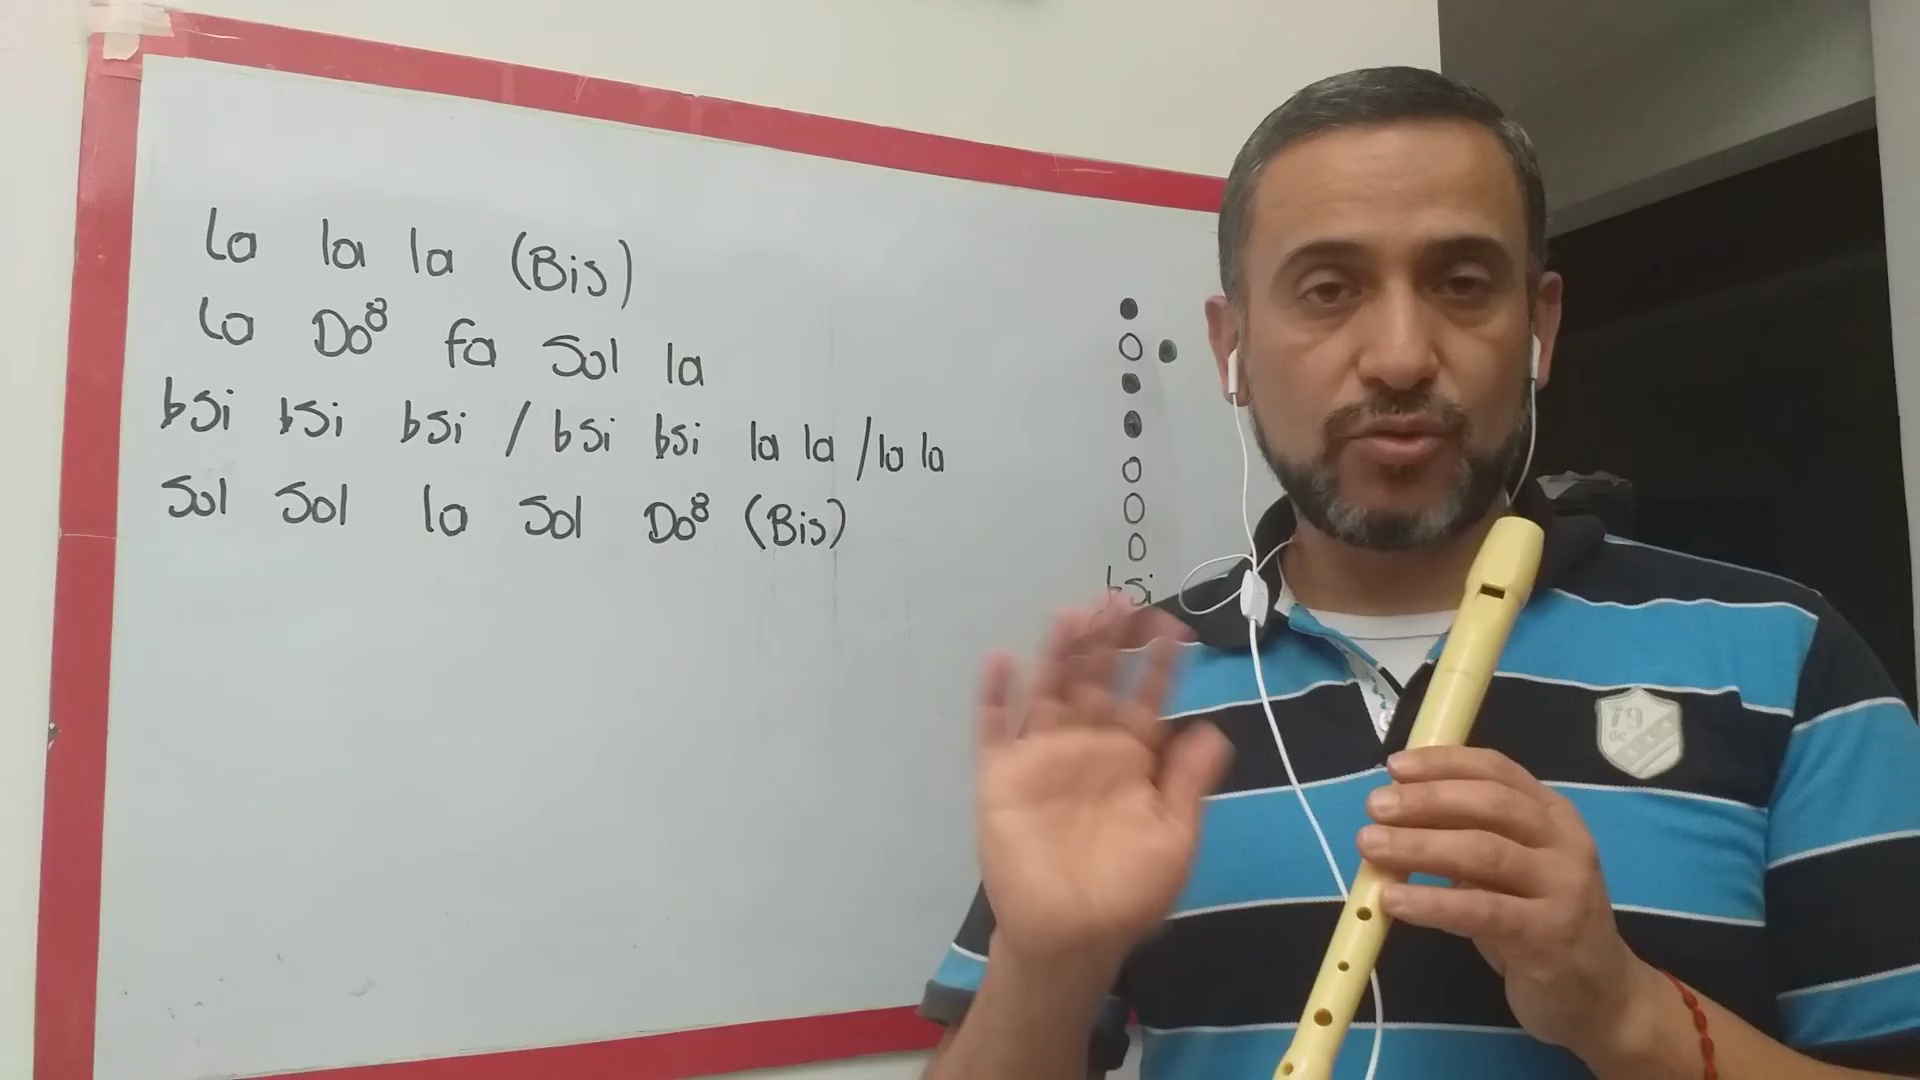 la la la (Bis)
la Do⁸ fa Sol la
bSi bSi bSi / bSi bSi la la / la la
Sol Sol la Sol Do⁸ (Bis)
bSi
79